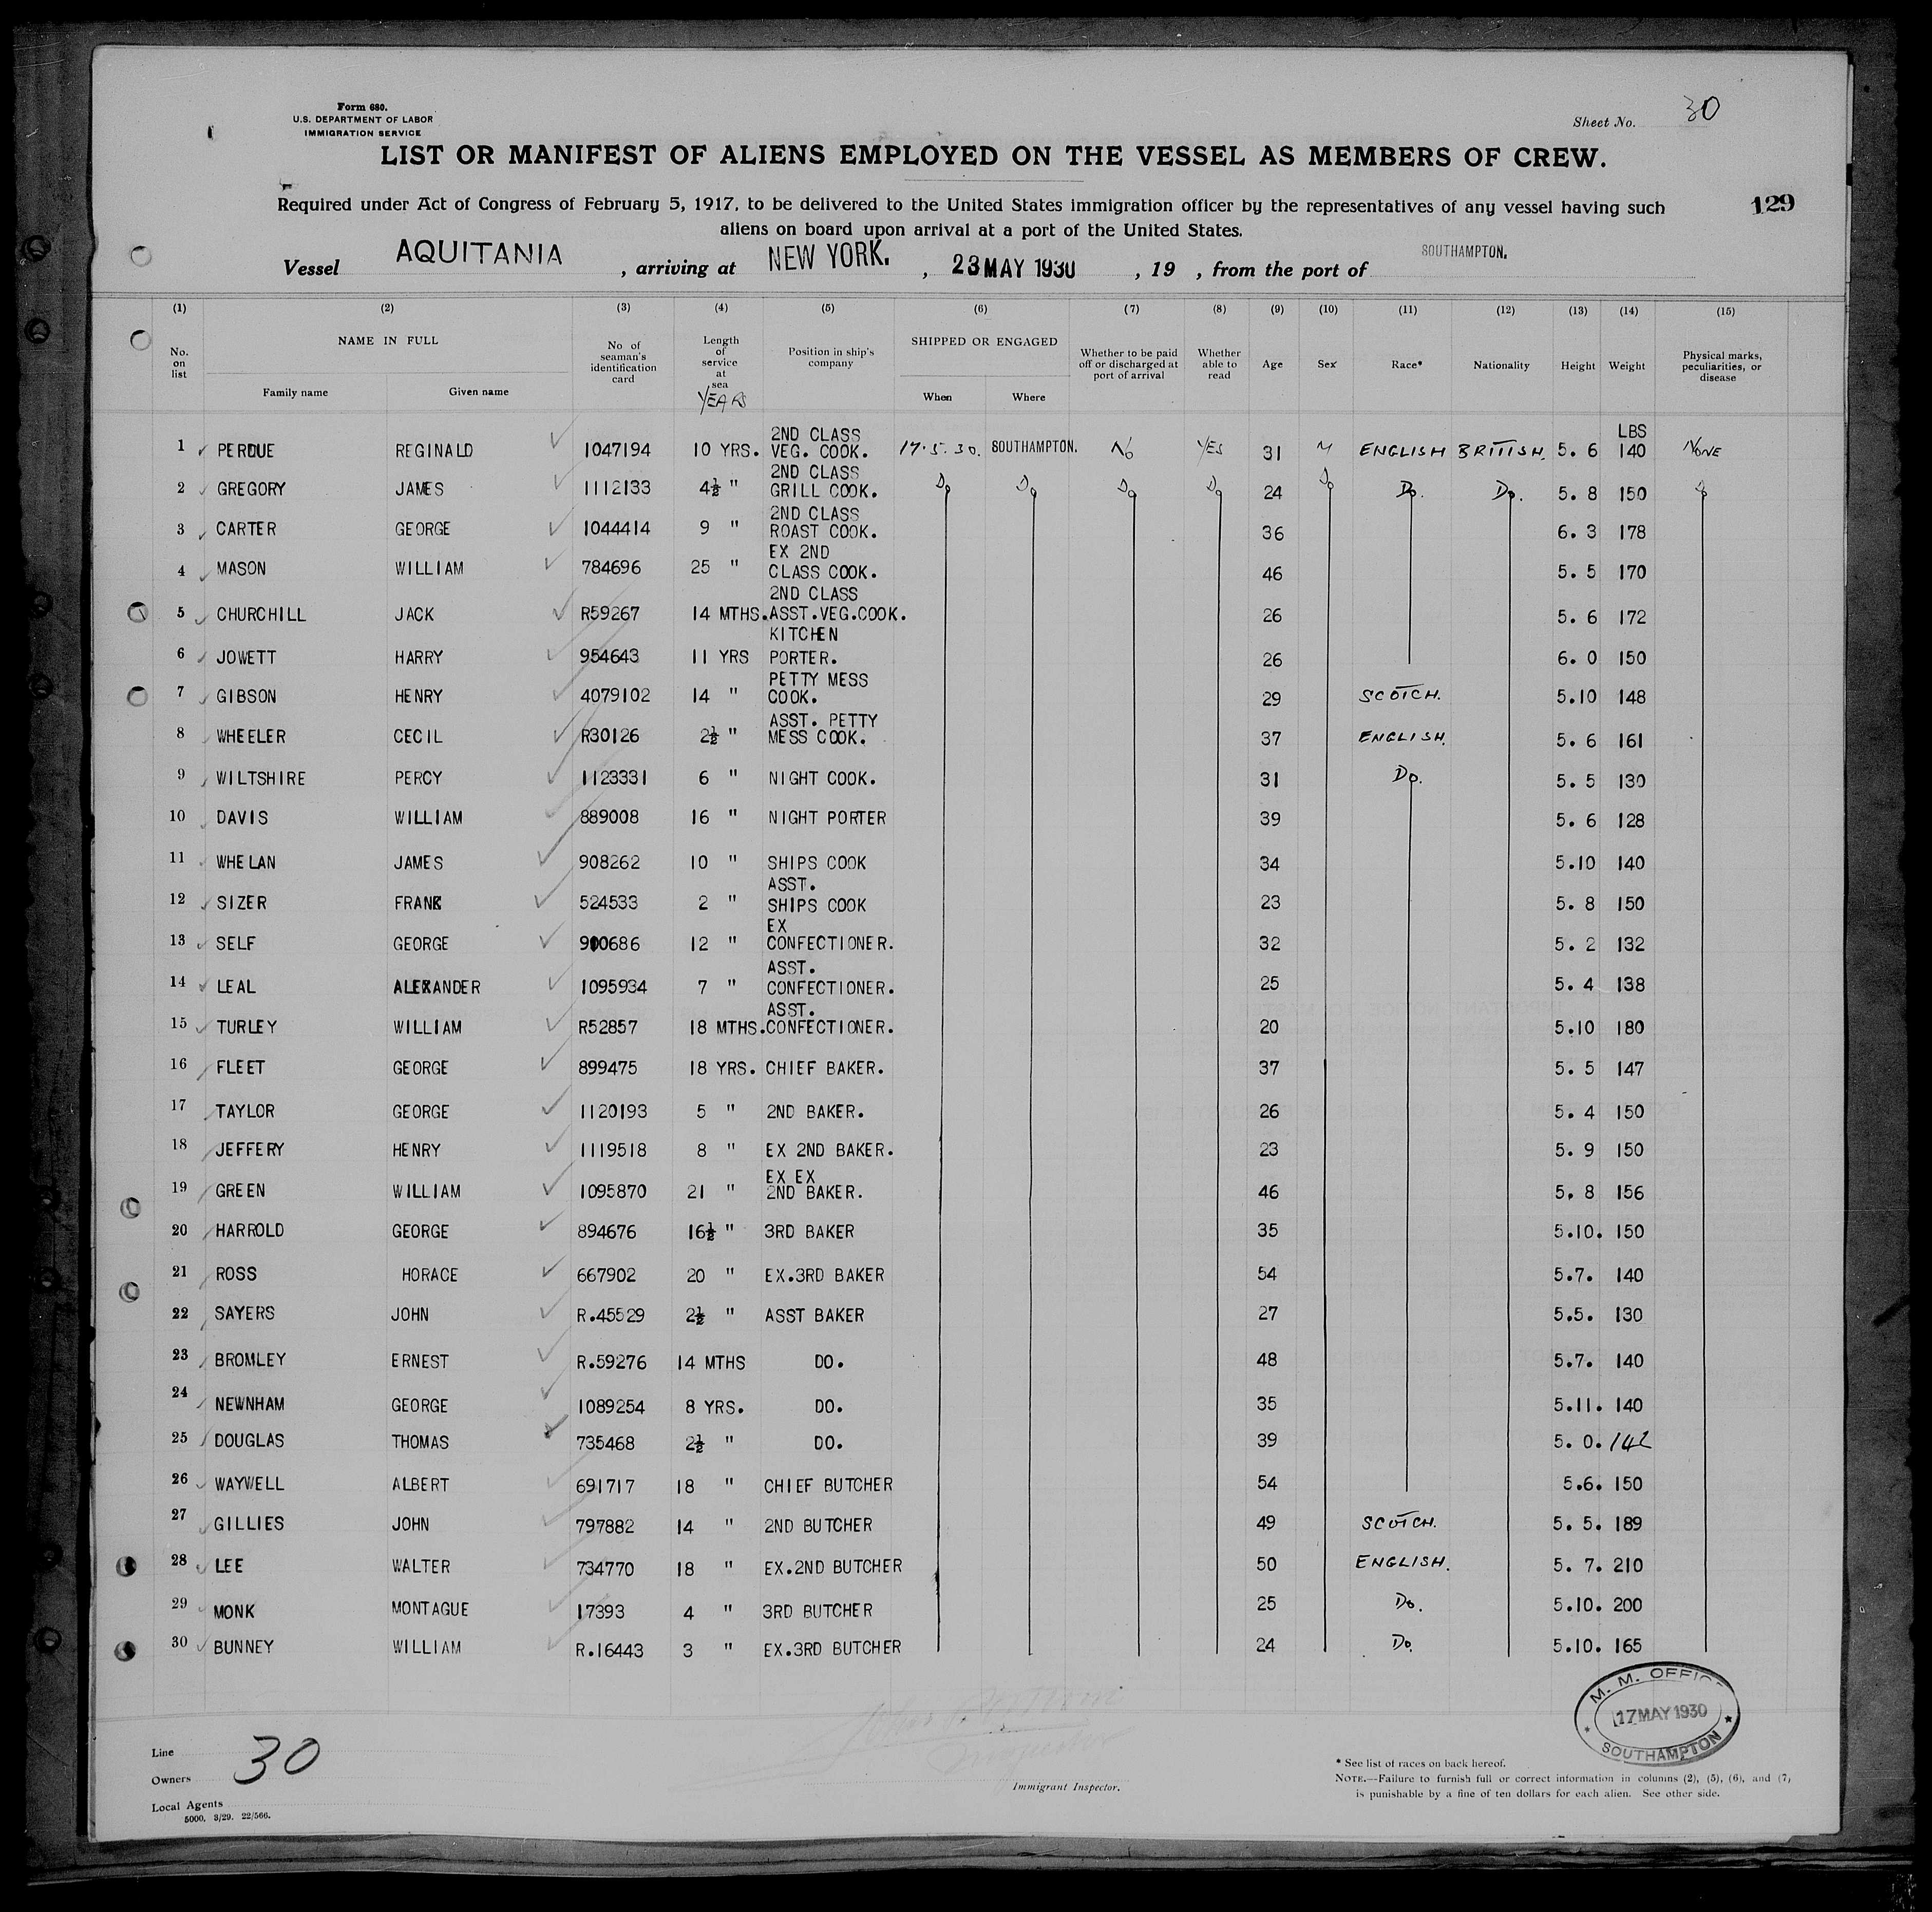 Form 680.
U.S. DEPARTMENT OF LABOR
IMMIGRATION SERVICE
Sheet No. 30
LIST OR MANIFEST OF ALIENS EMPLOYED ON THE VESSEL AS MEMBERS OF CREW.
Required under Act of Congress of February 5, 1917, to be delivered to the United States immigration officer by the representatives of any vessel having such
129
aliens on board upon arrival at a port of the United States.
Vessel AQUITANIA, arriving at NEW YORK., 23 MAY 1930, 19 , from the port of SOUTHAMPTON.
(1) (2) (3) (4) (5) (6) (7) (8) (9) (10) (11) (12) (13) (14) (15)
No. on list NAME IN FULL Family name Given name No. of seaman's identification card Length of service at sea YEARS Position in ship's company SHIPPED OR ENGAGED When Where Whether to be paid off or discharged at port of arrival Whether able to read Age Sex Race* Nationality Height Weight Physical marks, peculiarities, or disease
LBS
1 PERDUE REGINALD 1047194 10 YRS. 2ND CLASS VEG. COOK. 17.5.30. SOUTHAMPTON. No YES 31 M ENGLISH BRITISH. 5. 6 140 NONE
2 GREGORY JAMES 1112133 4½ " 2ND CLASS GRILL COOK. Do Do Do Do 24 Do Do. Do. 5. 8 150 Do
3 CARTER GEORGE 1044414 9 " 2ND CLASS ROAST COOK. 36 6. 3 178
4 MASON WILLIAM 784696 25 " EX 2ND CLASS COOK. 46 5. 5 170
5 CHURCHILL JACK R59267 14 MTHS. 2ND CLASS ASST.VEG.COOK. 26 5. 6 172
6 JOWETT HARRY 954643 11 YRS KITCHEN PORTER. 26 6. 0 150
7 GIBSON HENRY 4079102 14 " PETTY MESS COOK. 29 SCOTCH. 5.10 148
8 WHEELER CECIL R30126 2½ " ASST. PETTY MESS COOK. 37 ENGLISH. 5. 6 161
9 WILTSHIRE PERCY 1123331 6 " NIGHT COOK. 31 Do. 5. 5 130
10 DAVIS WILLIAM 889008 16 " NIGHT PORTER 39 5. 6 128
11 WHELAN JAMES 908262 10 " SHIPS COOK 34 5.10 140
12 SIZER FRANK 524533 2 " ASST. SHIPS COOK 23 5. 8 150
13 SELF GEORGE 900686 12 " EX CONFECTIONER. 32 5. 2 132
14 LEAL ALEXANDER 1095934 7 " ASST. CONFECTIONER. 25 5. 4 138
15 TURLEY WILLIAM R52857 18 MTHS. ASST. CONFECTIONER. 20 5.10 180
16 FLEET GEORGE 899475 18 YRS. CHIEF BAKER. 37 5. 5 147
17 TAYLOR GEORGE 1120193 5 " 2ND BAKER. 26 5. 4 150
18 JEFFERY HENRY 1119518 8 " EX 2ND BAKER. 23 5. 9 150
19 GREEN WILLIAM 1095870 21 " EX EX 2ND BAKER. 46 5. 8 156
20 HARROLD GEORGE 894676 16½ " 3RD BAKER 35 5.10. 150
21 ROSS HORACE 667902 20 " EX.3RD BAKER 54 5.7. 140
22 SAYERS JOHN R.45529 2½ " ASST BAKER 27 5.5. 130
23 BROMLEY ERNEST R.59276 14 MTHS DO. 48 5.7. 140
24 NEWNHAM GEORGE 1089254 8 YRS. DO. 35 5.11. 140
25 DOUGLAS THOMAS 735468 2½ " DO. 39 5. 0. 142
26 WAYWELL ALBERT 691717 18 " CHIEF BUTCHER 54 5.6. 150
27 GILLIES JOHN 797882 14 " 2ND BUTCHER 49 SCOTCH. 5. 5. 189
28 LEE WALTER 734770 18 " EX.2ND BUTCHER 50 ENGLISH. 5. 7. 210
29 MONK MONTAGUE 17393 4 " 3RD BUTCHER 25 Do. 5.10. 200
30 BUNNEY WILLIAM R.16443 3 " EX.3RD BUTCHER 24 Do. 5.10. 165
M. M. OFFICE
17 MAY 1930
SOUTHAMPTON
Line
Owners
30
Local Agents
5000. 3/29. 22/566.
Immigrant Inspector.
* See list of races on back hereof.
NOTE.—Failure to furnish full or correct information in columns (2), (5), (6), and (7)
is punishable by a fine of ten dollars for each alien. See other side.